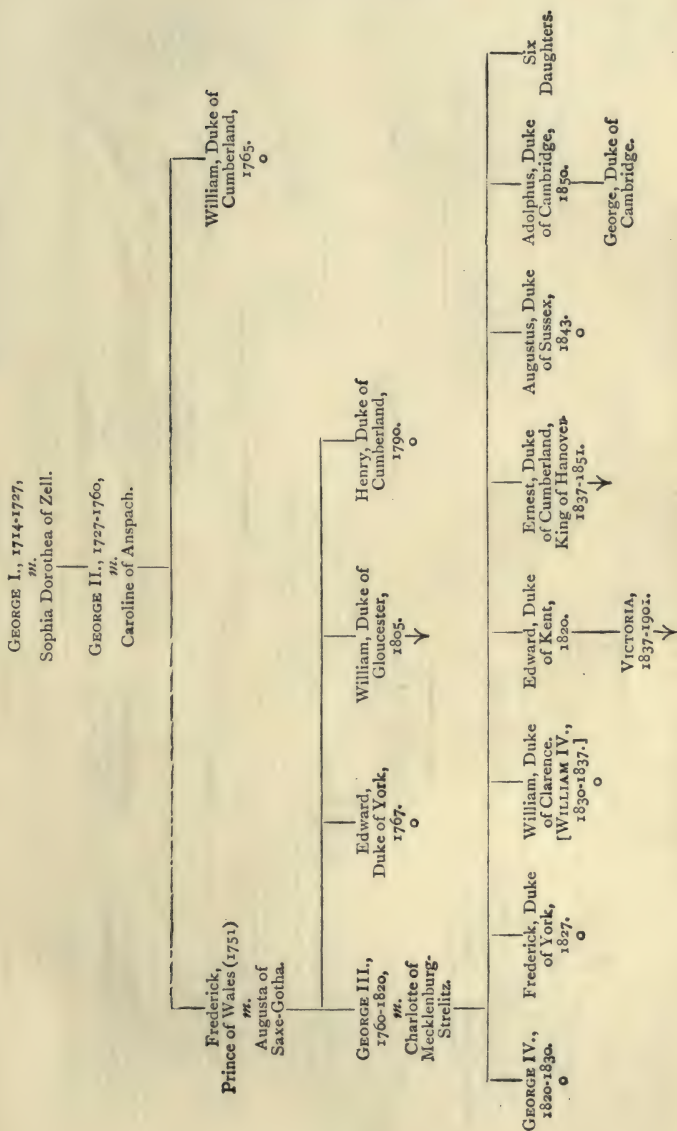 GEORGE I., 1714-1727,
m.
Sophia Dorothea of Zell.
GEORGE II., 1727-1760,
m.
Caroline of Anspach.
Frederick,
Prince of Wales (1751)
m.
Augusta of
Saxe-Gotha.
William, Duke of
Cumberland,
1765.
o
GEORGE III.,
1760-1820,
m.
Charlotte of
Mecklenburg-
Strelitz.
Edward,
Duke of York,
1767.
o
William, Duke of
Gloucester,
1805.
Henry, Duke of
Cumberland,
1790.
o
GEORGE IV.,
1820-1830.
o
Frederick, Duke
of York,
1827.
o
William, Duke
of Clarence.
[WILLIAM IV.,
1830-1837.]
o
Edward, Duke
of Kent,
1820.
Ernest, Duke
of Cumberland,
King of Hanover.
1837-1851.
Augustus, Duke
of Sussex,
1843.
o
Adolphus, Duke
of Cambridge,
1850.
Six
Daughters.
VICTORIA,
1837-1901.
George, Duke of
Cambridge.